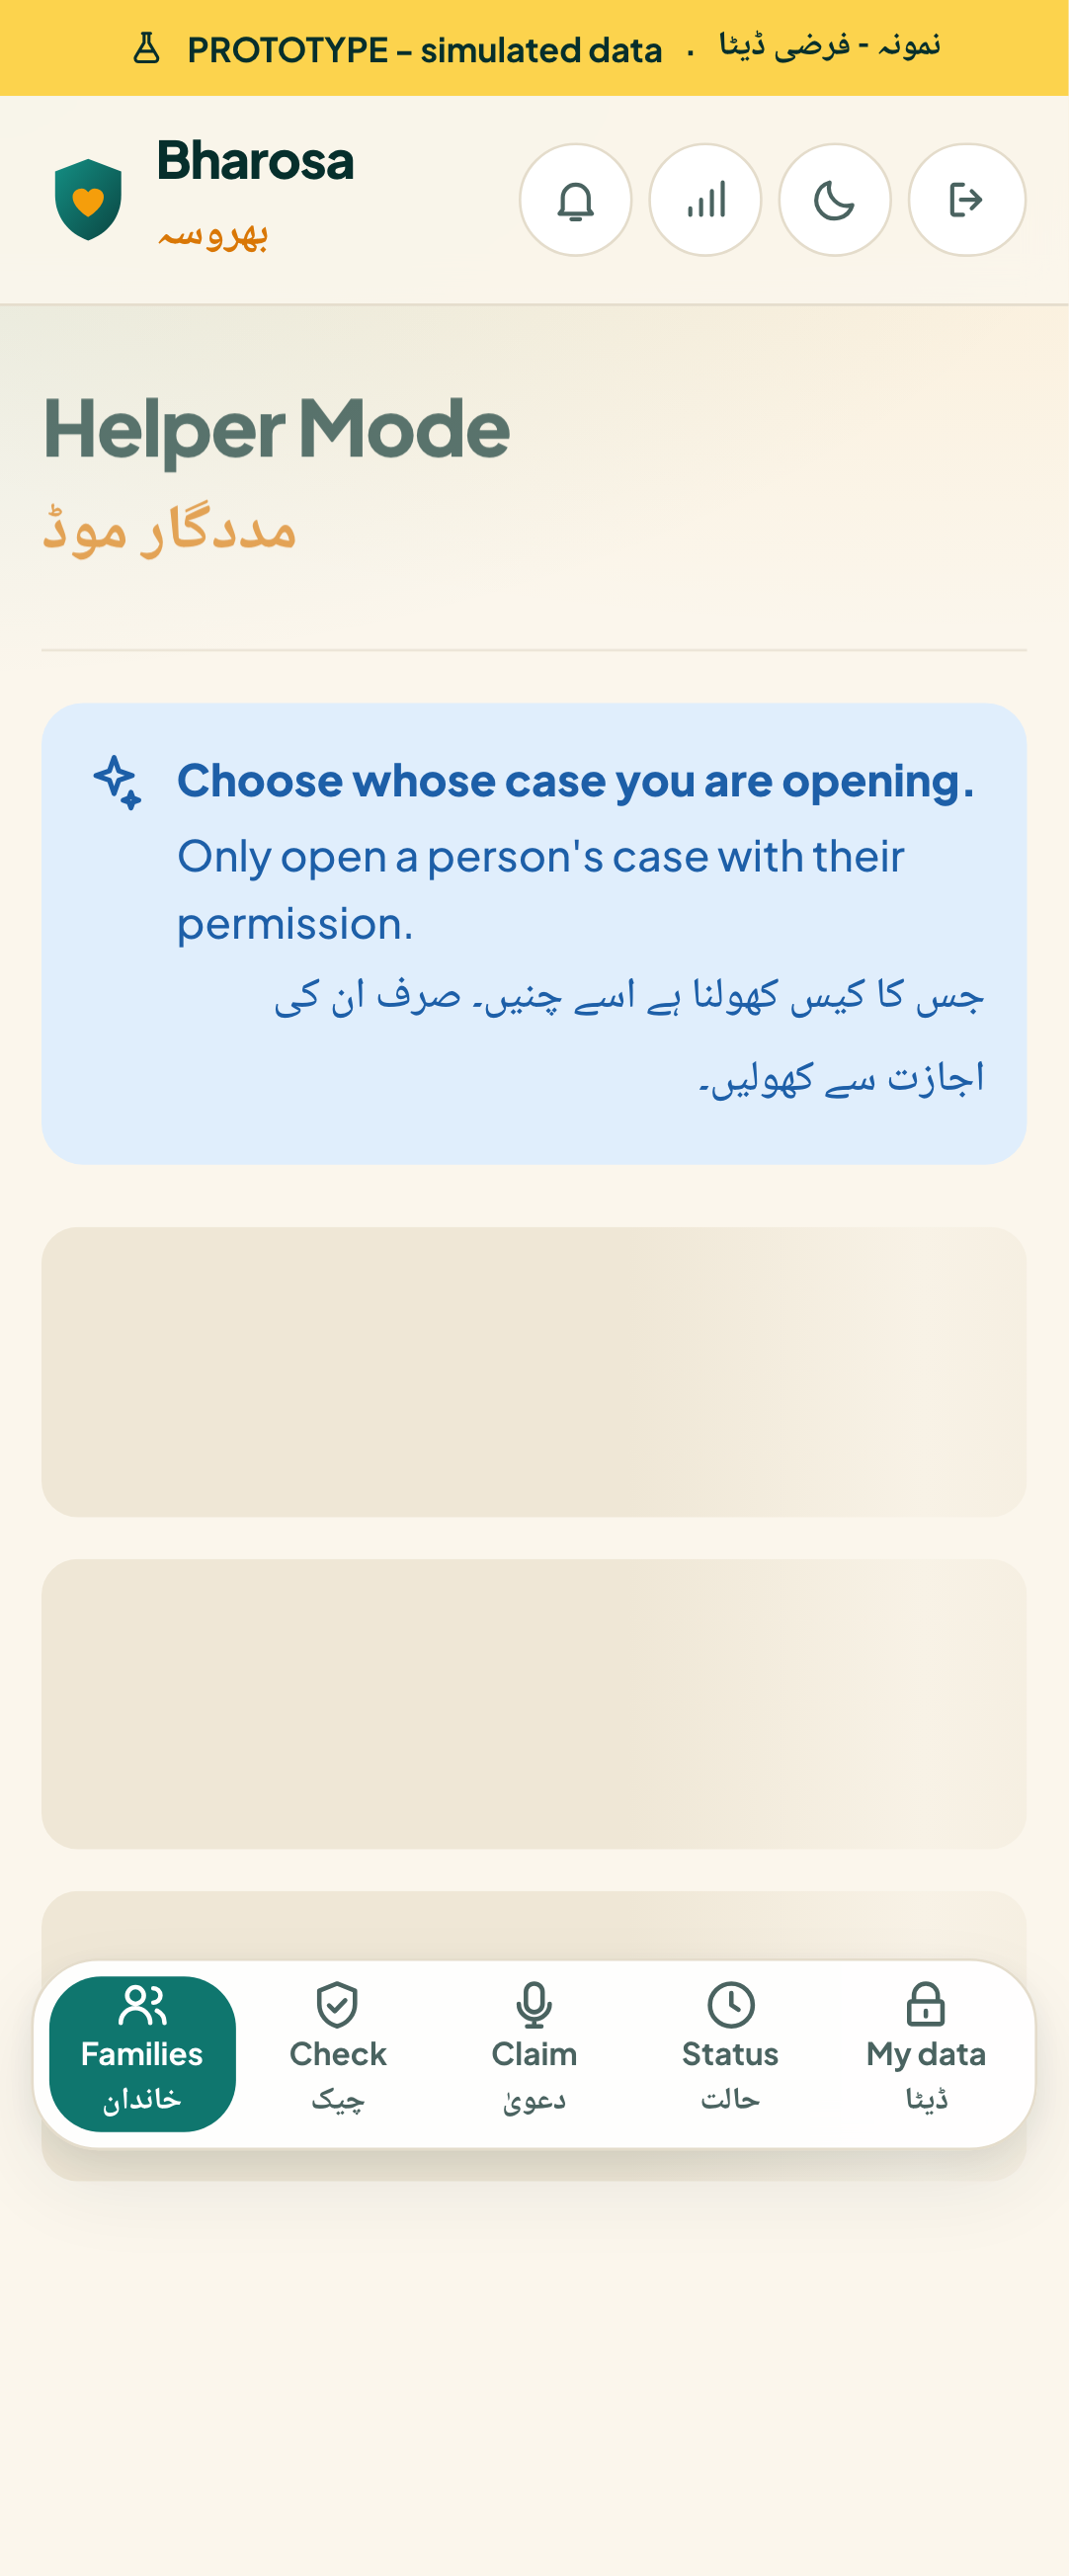 PROTOTYPE – simulated data · نمونہ - فرضی ڈیٹا
Bharosa
بھروسہ
Helper Mode
مددگار موڈ
Choose whose case you are opening.
Only open a person's case with their
permission.
جس کا کیس کھولنا ہے اسے چنیں۔ صرف ان کی
اجازت سے کھولیں۔
Families
خاندان
Check
چیک
Claim
دعویٰ
Status
حالت
My data
ڈیٹا